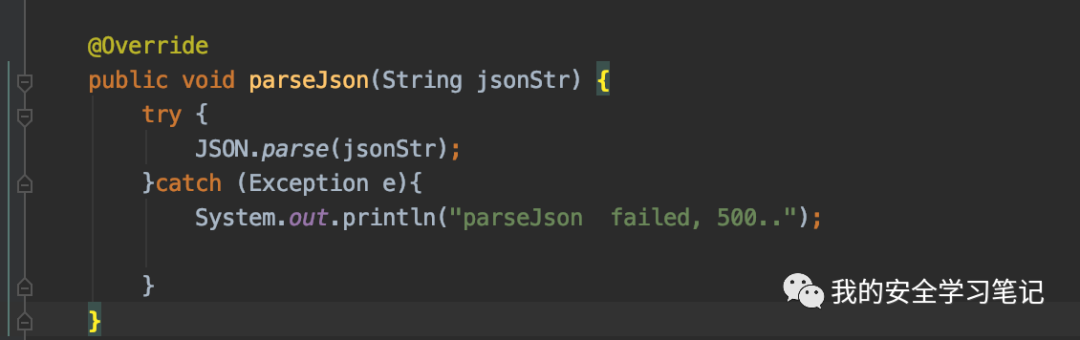 @Override
public void parseJson(String jsonStr) {
try {
JSON.parse(jsonStr);
}catch (Exception e){
System.out.println("parseJson  failed, 500..");
}
我的安全学习笔记
}